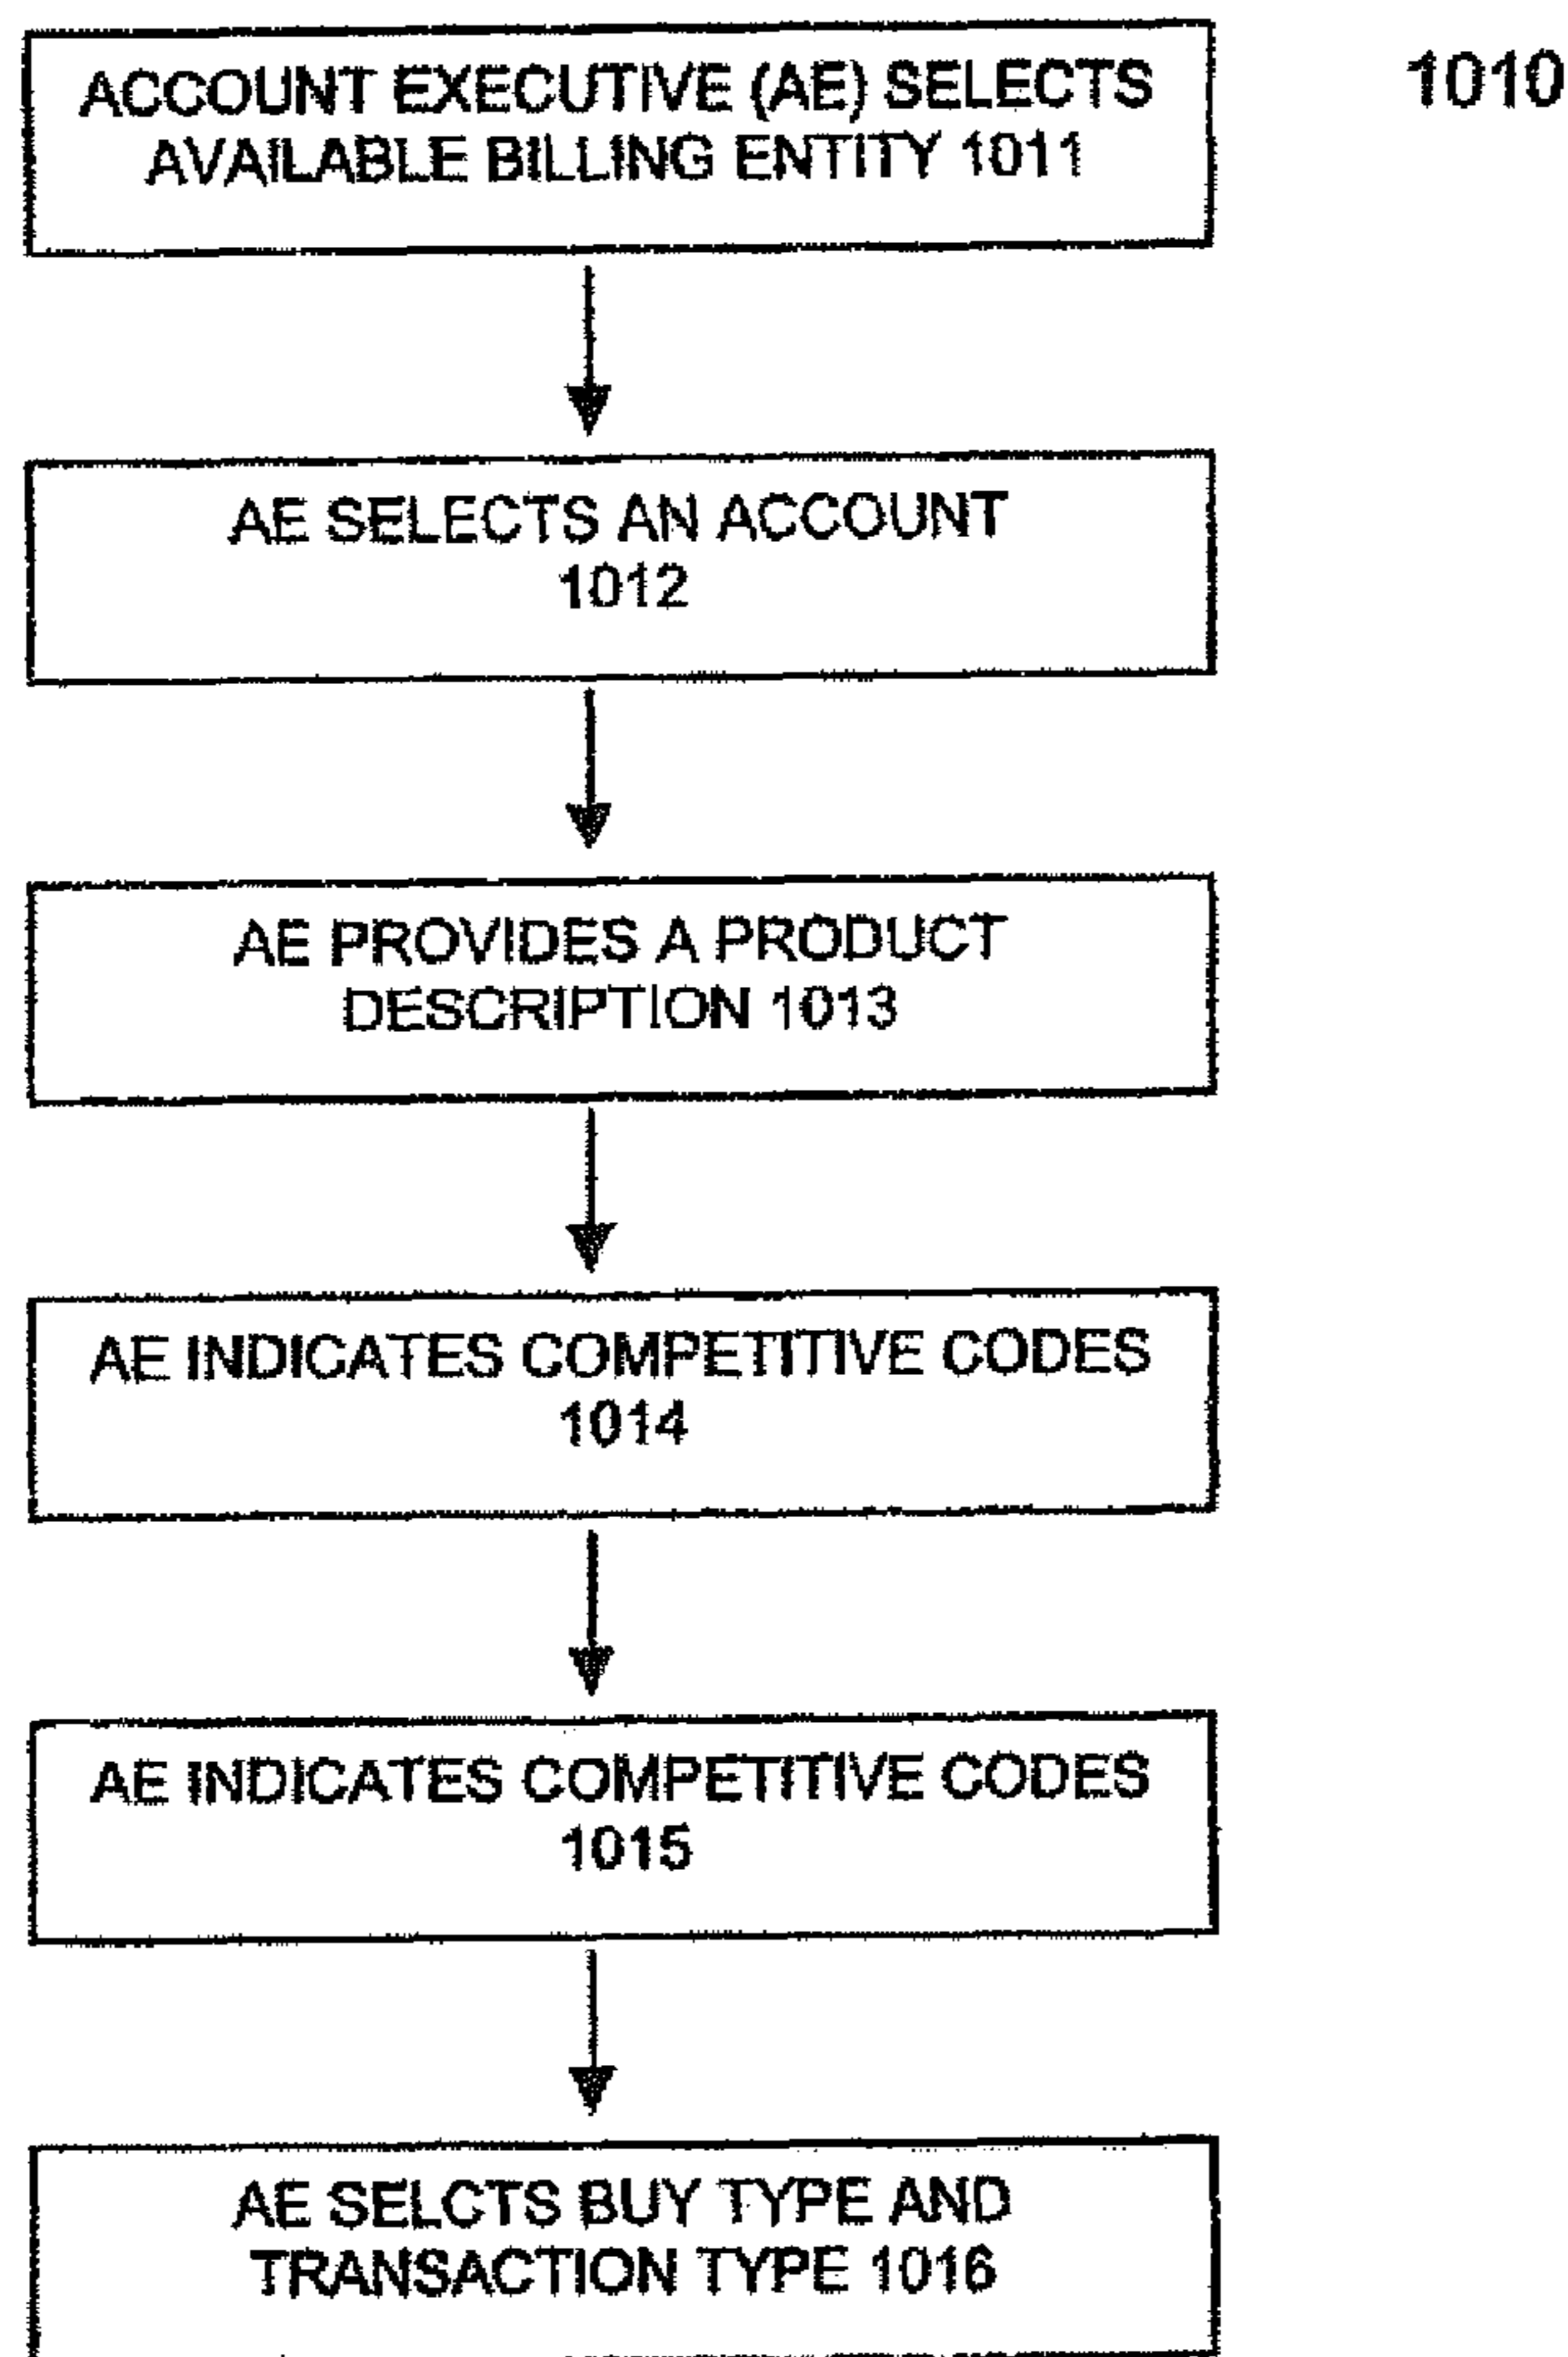 1010
ACCOUNT EXECUTIVE (AE) SELECTS
AVAILABLE BILLING ENTITY 1011
AE SELECTS AN ACCOUNT
1012
AE PROVIDES A PRODUCT
DESCRIPTION 1013
AE INDICATES COMPETITIVE CODES
1014
AE INDICATES COMPETITIVE CODES
1015
AE SELCTS BUY TYPE AND
TRANSACTION TYPE 1016